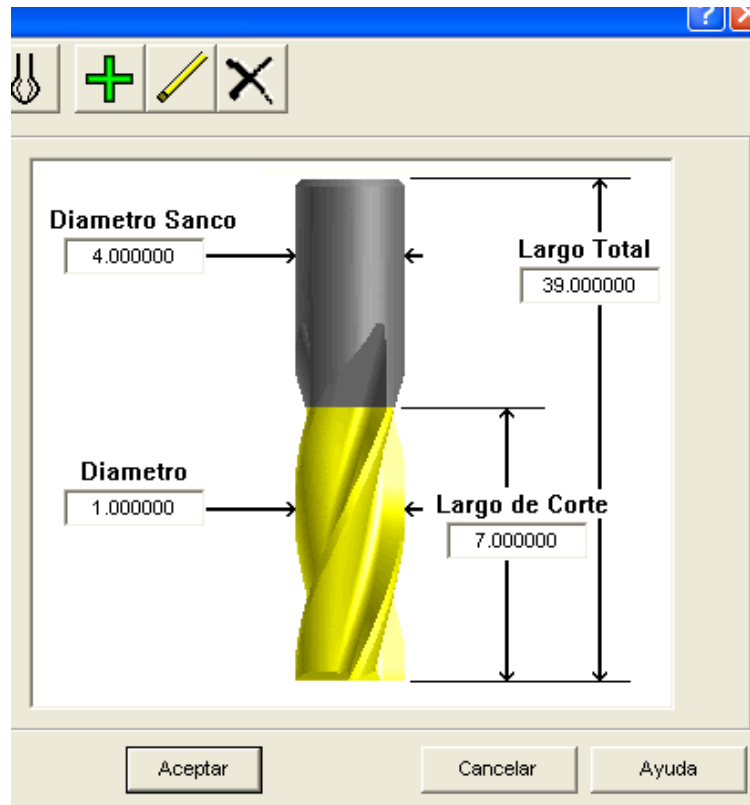 ?
Diametro Sanco
4.000000
Largo Total
39.000000
Diametro
1.000000
Largo de Corte
7.000000
Aceptar
Cancelar
Ayuda